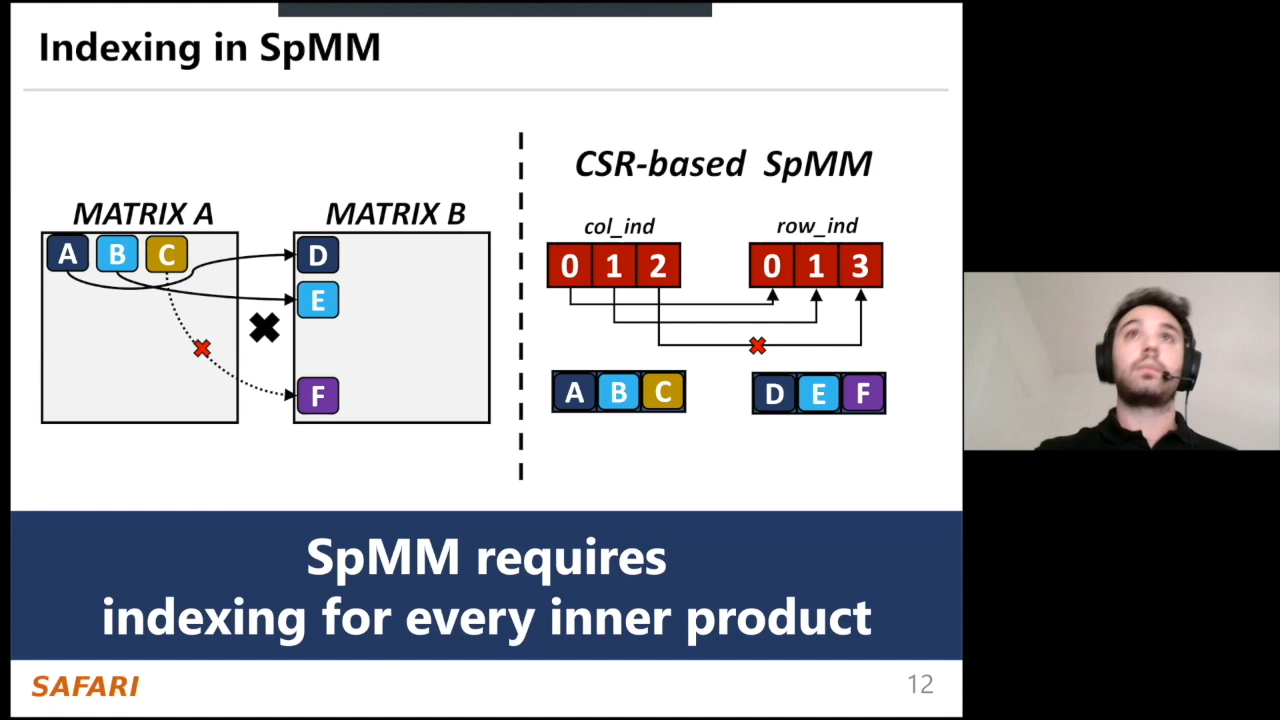 Indexing in SpMM
MATRIX A
MATRIX B
A B C
D
E
F
CSR-based SpMM
col_ind
row_ind
0 1 2
0 1 3
A B C
D E F
SpMM requires
indexing for every inner product
SAFARI
12